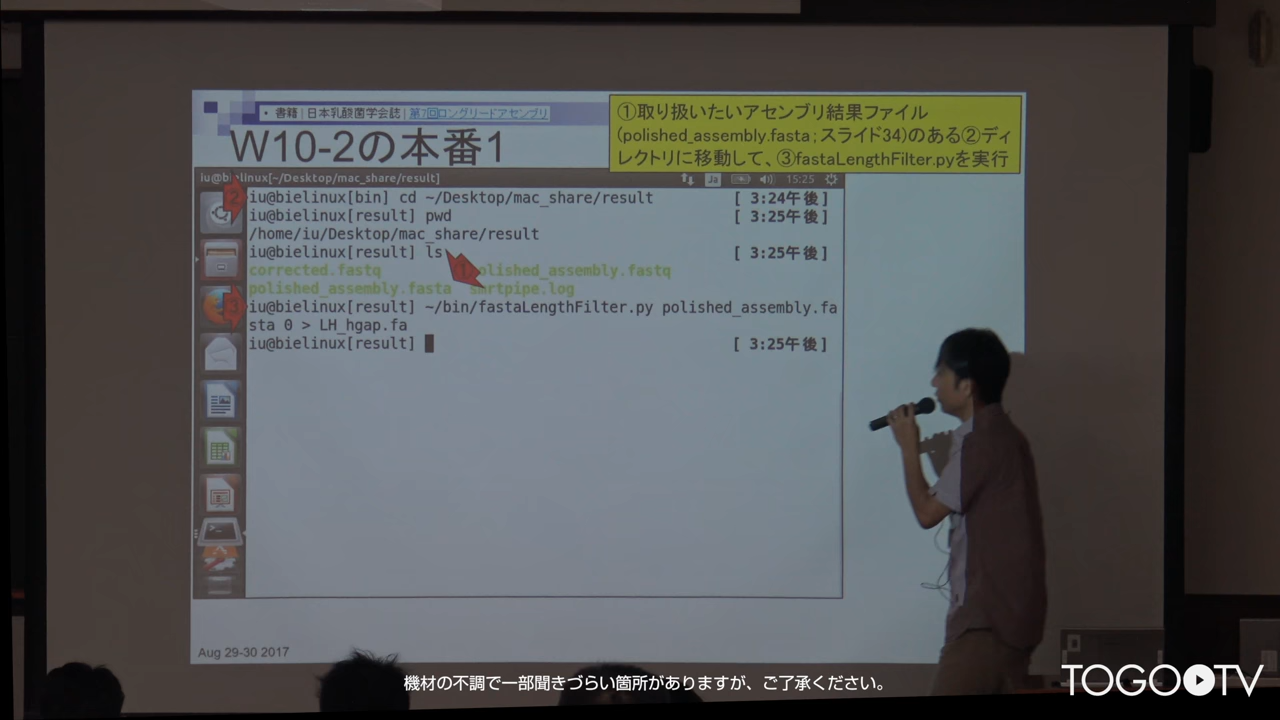 • 書籍 | 日本乳酸菌学会誌 | 第7回ロングリードアセンブリ
W10-2の本番1
①取り扱いたいアセンブリ結果ファイル
(polished_assembly.fasta; スライド34)のある②ディ
レクトリに移動して、③fastaLengthFilter.pyを実行
iu@bielinux[~/Desktop/mac_share/result]
Ja 15:25
② iu@bielinux[bin] cd ~/Desktop/mac_share/result [ 3:24午後]
iu@bielinux[result] pwd [ 3:25午後]
/home/iu/Desktop/mac_share/result
iu@bielinux[result] ls [ 3:25午後]
corrected.fastq ① polished_assembly.fastq
polished_assembly.fasta smrtpipe.log
③ iu@bielinux[result] ~/bin/fastaLengthFilter.py polished_assembly.fa
sta 0 > LH_hgap.fa
iu@bielinux[result] [ 3:25午後]
Aug 29-30 2017
機材の不調で一部聞きづらい箇所がありますが、ご了承ください。
TOGOTV